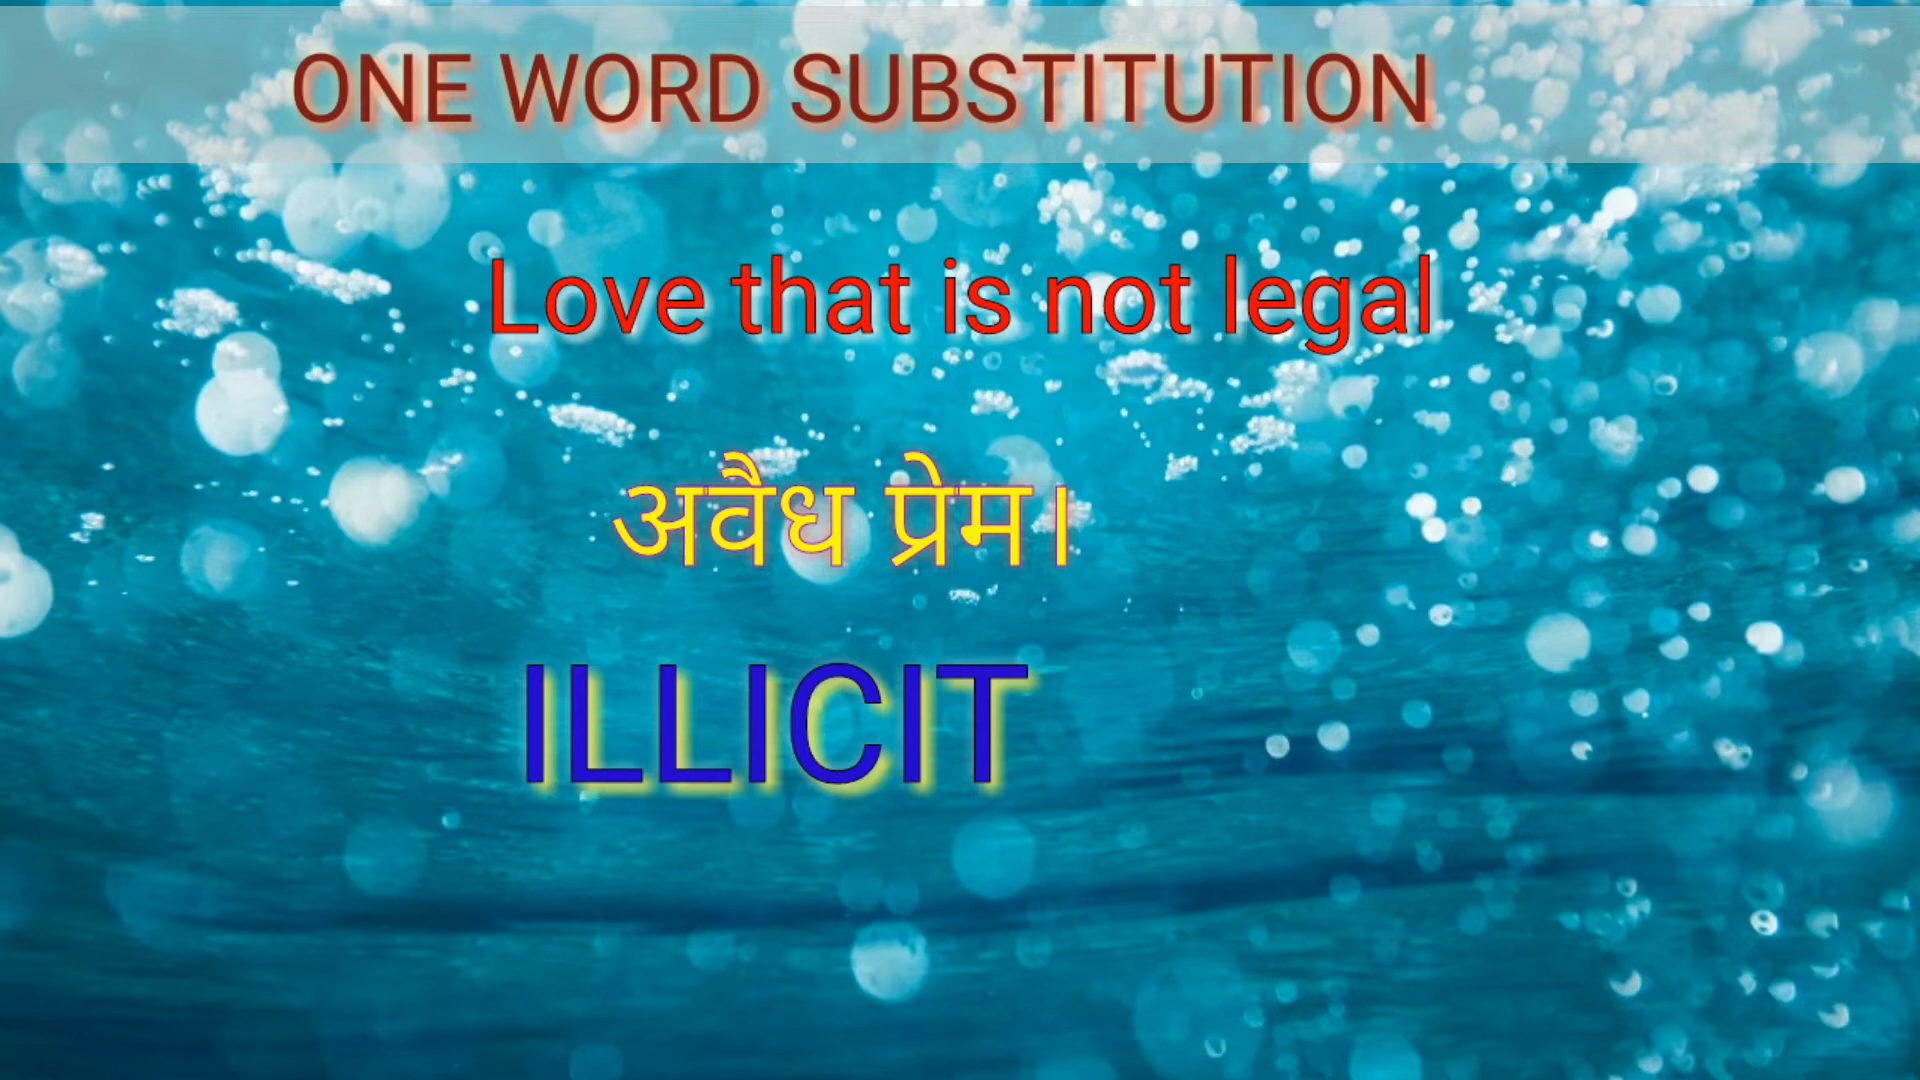 ONE WORD SUBSTITUTION
Love that is not legal
अवैध प्रेम।
ILLICIT